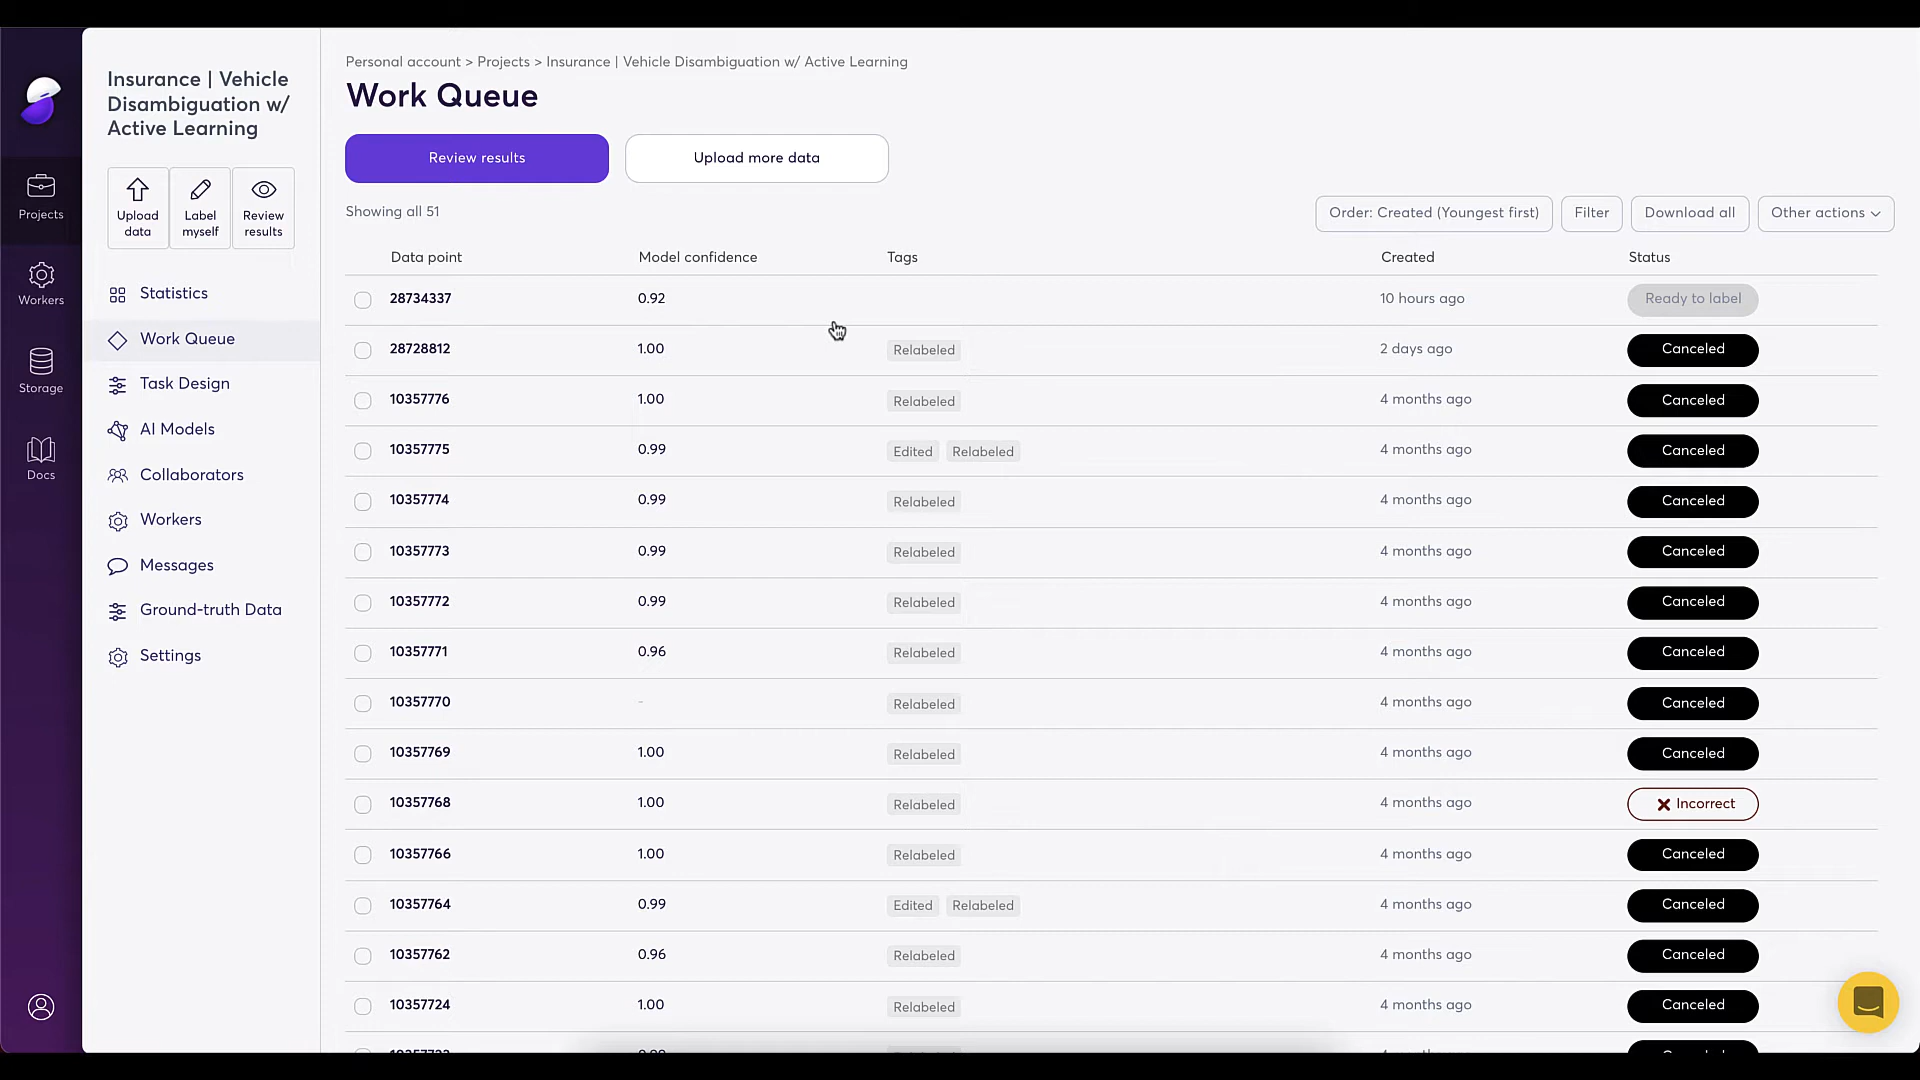 Projects
Workers
Storage
Docs
Insurance | Vehicle
Disambiguation w/
Active Learning
Upload
data
Label
myself
Review
results
Statistics
Work Queue
Task Design
AI Models
Collaborators
Workers
Messages
Ground-truth Data
Settings
Personal account > Projects > Insurance | Vehicle Disambiguation w/ Active Learning
Work Queue
Review results
Upload more data
Showing all 51
Order: Created (Youngest first)
Filter
Download all
Other actions
Data point Model confidence Tags Created Status
28734337 0.92 10 hours ago Ready to label
28728812 1.00 Relabeled 2 days ago Canceled
10357776 1.00 Relabeled 4 months ago Canceled
10357775 0.99 Edited Relabeled 4 months ago Canceled
10357774 0.99 Relabeled 4 months ago Canceled
10357773 0.99 Relabeled 4 months ago Canceled
10357772 0.99 Relabeled 4 months ago Canceled
10357771 0.96 Relabeled 4 months ago Canceled
10357770 - Relabeled 4 months ago Canceled
10357769 1.00 Relabeled 4 months ago Canceled
10357768 1.00 Relabeled 4 months ago Incorrect
10357766 1.00 Relabeled 4 months ago Canceled
10357764 0.99 Edited Relabeled 4 months ago Canceled
10357762 0.96 Relabeled 4 months ago Canceled
10357724 1.00 Relabeled 4 months ago Canceled